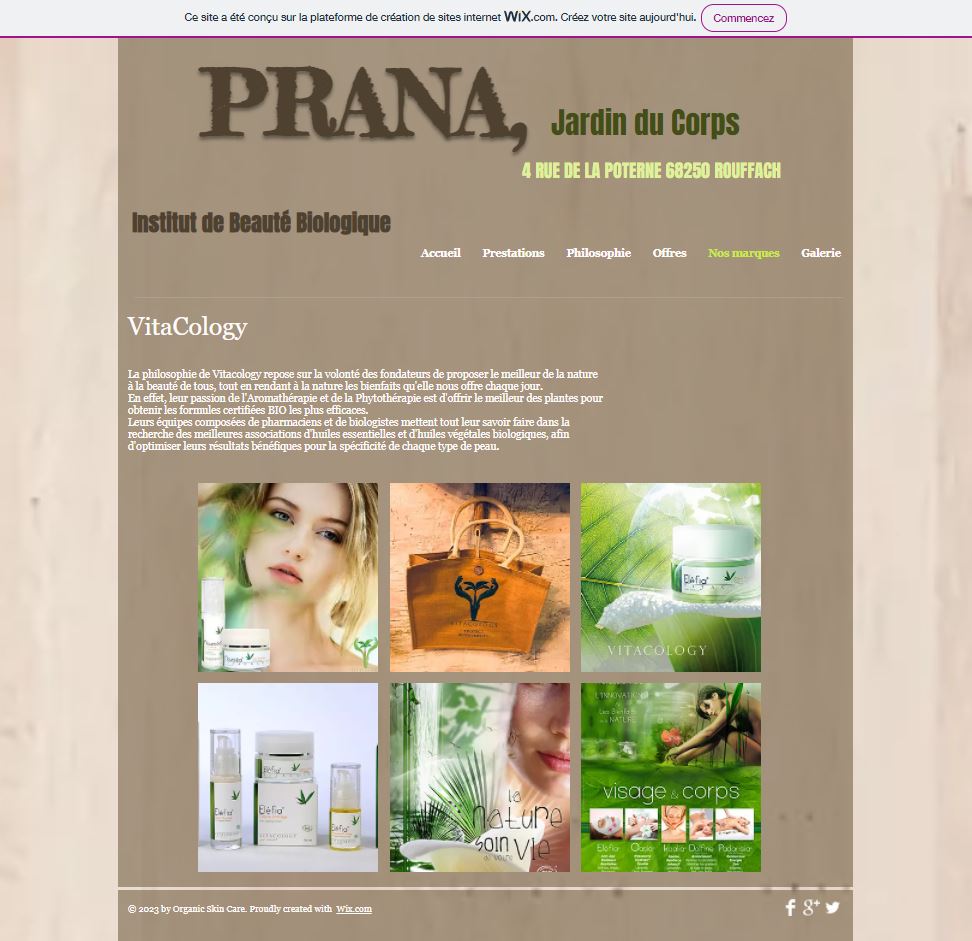 Ce site a été conçu sur la plateforme de création de sites internet WiX.com. Créez votre site aujourd'hui. Commencez
PRANA, Jardin du Corps
4 RUE DE LA POTERNE 68250 ROUFFACH
Institut de Beauté Biologique
Accueil Prestations Philosophie Offres Nos marques Galerie
VitaCology
La philosophie de Vitacology repose sur la volonté des fondateurs de proposer le meilleur de la nature
à la beauté de tous, tout en rendant à la nature les bienfaits qu'elle nous offre chaque jour.
En effet, leur passion de l'Aromathérapie et de la Phytothérapie est d'offrir le meilleur des plantes pour
obtenir les formules certifiées BIO les plus efficaces.
Leurs équipes composées de pharmaciens et de biologistes mettent tout leur savoir faire dans la
recherche des meilleures associations d'huiles essentielles et d'huiles végétales biologiques, afin
d'optimiser leurs résultats bénéfiques pour la spécificité de chaque type de peau.
VITACOLOGY
Eléfia
VITACOLOGY
Eléfia
Eléfia
VITACOLOGY
Eléfia
la
nature
soin
de votre
VIE
L'INNOVATION
Les Bienfaits
de la NATURE
visage & corps
© 2023 by Organic Skin Care. Proudly created with Wix.com